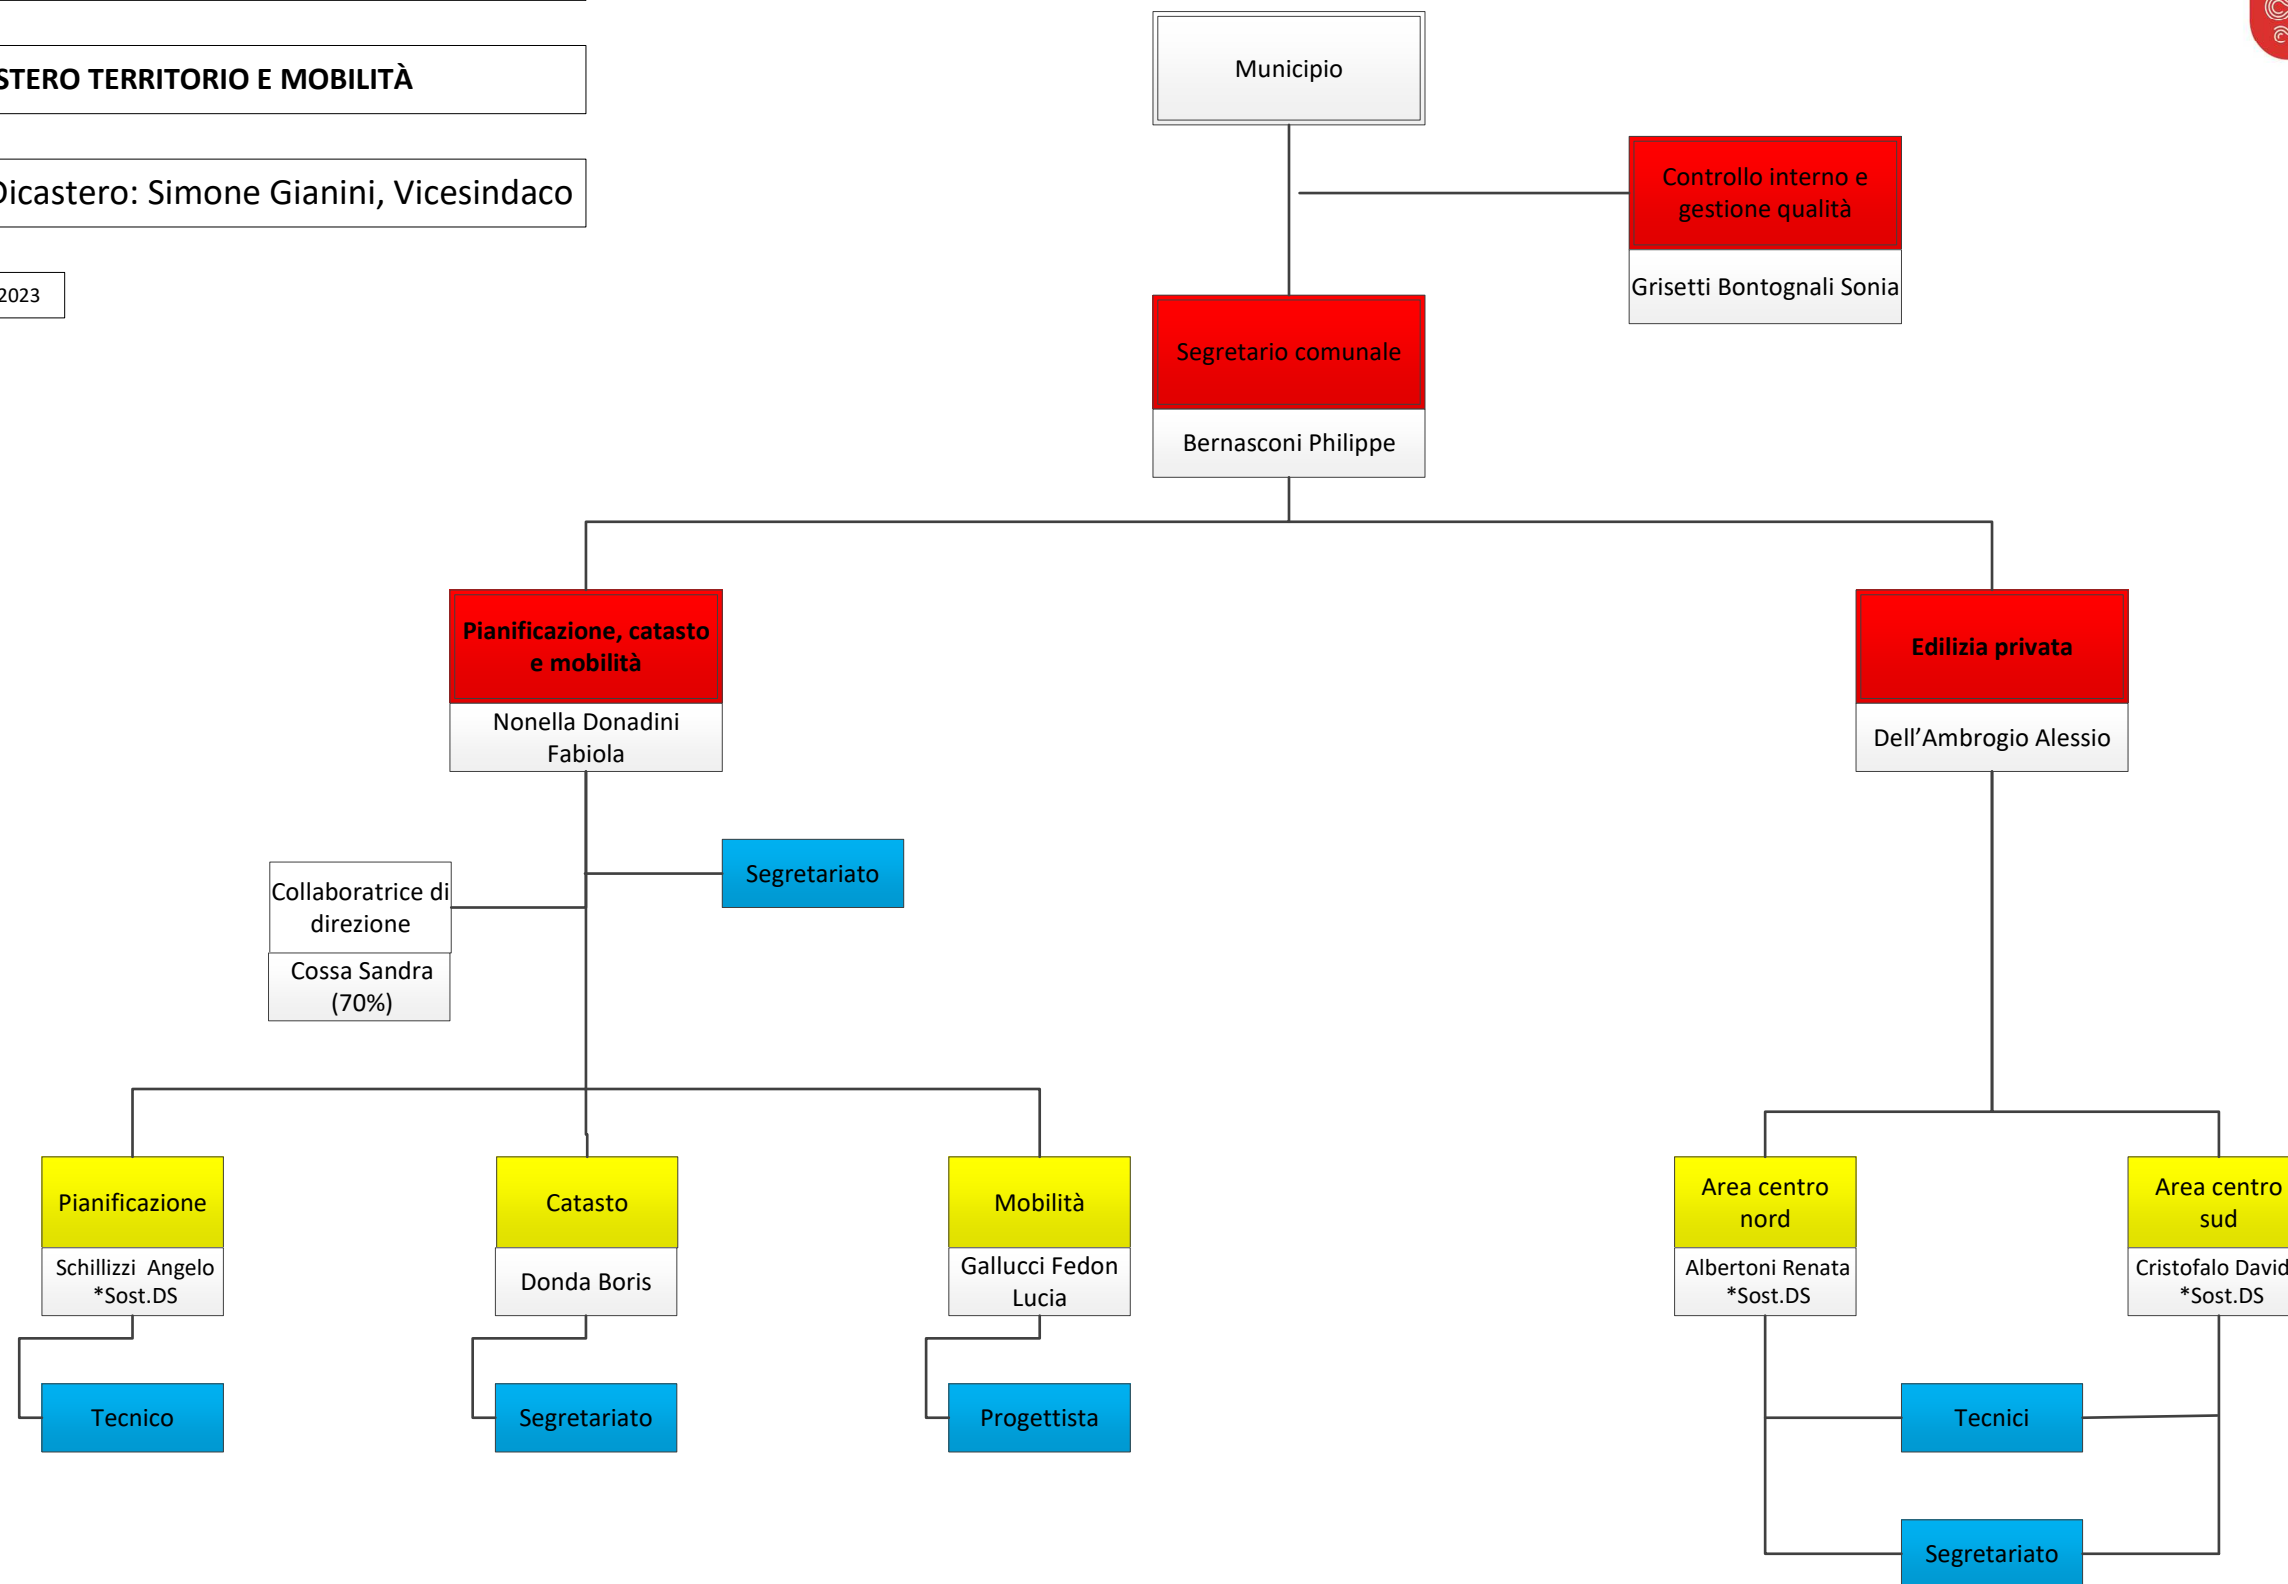 STERO TERRITORIO E MOBILITÀ
Dicastero: Simone Gianini, Vicesindaco
2023
Municipio
Controllo interno e
gestione qualità
Grisetti Bontognali Sonia
Segretario comunale
Bernasconi Philippe
Pianificazione, catasto
e mobilità
Nonella Donadini
Fabiola
Edilizia privata
Dell’Ambrogio Alessio
Segretariato
Collaboratrice di
direzione
Cossa Sandra
(70%)
Pianificazione
Schillizzi Angelo
*Sost.DS
Catasto
Donda Boris
Mobilità
Gallucci Fedon
Lucia
Area centro
nord
Albertoni Renata
*Sost.DS
Area centro
sud
Cristofalo David
*Sost.DS
Tecnico
Segretariato
Progettista
Tecnici
Segretariato